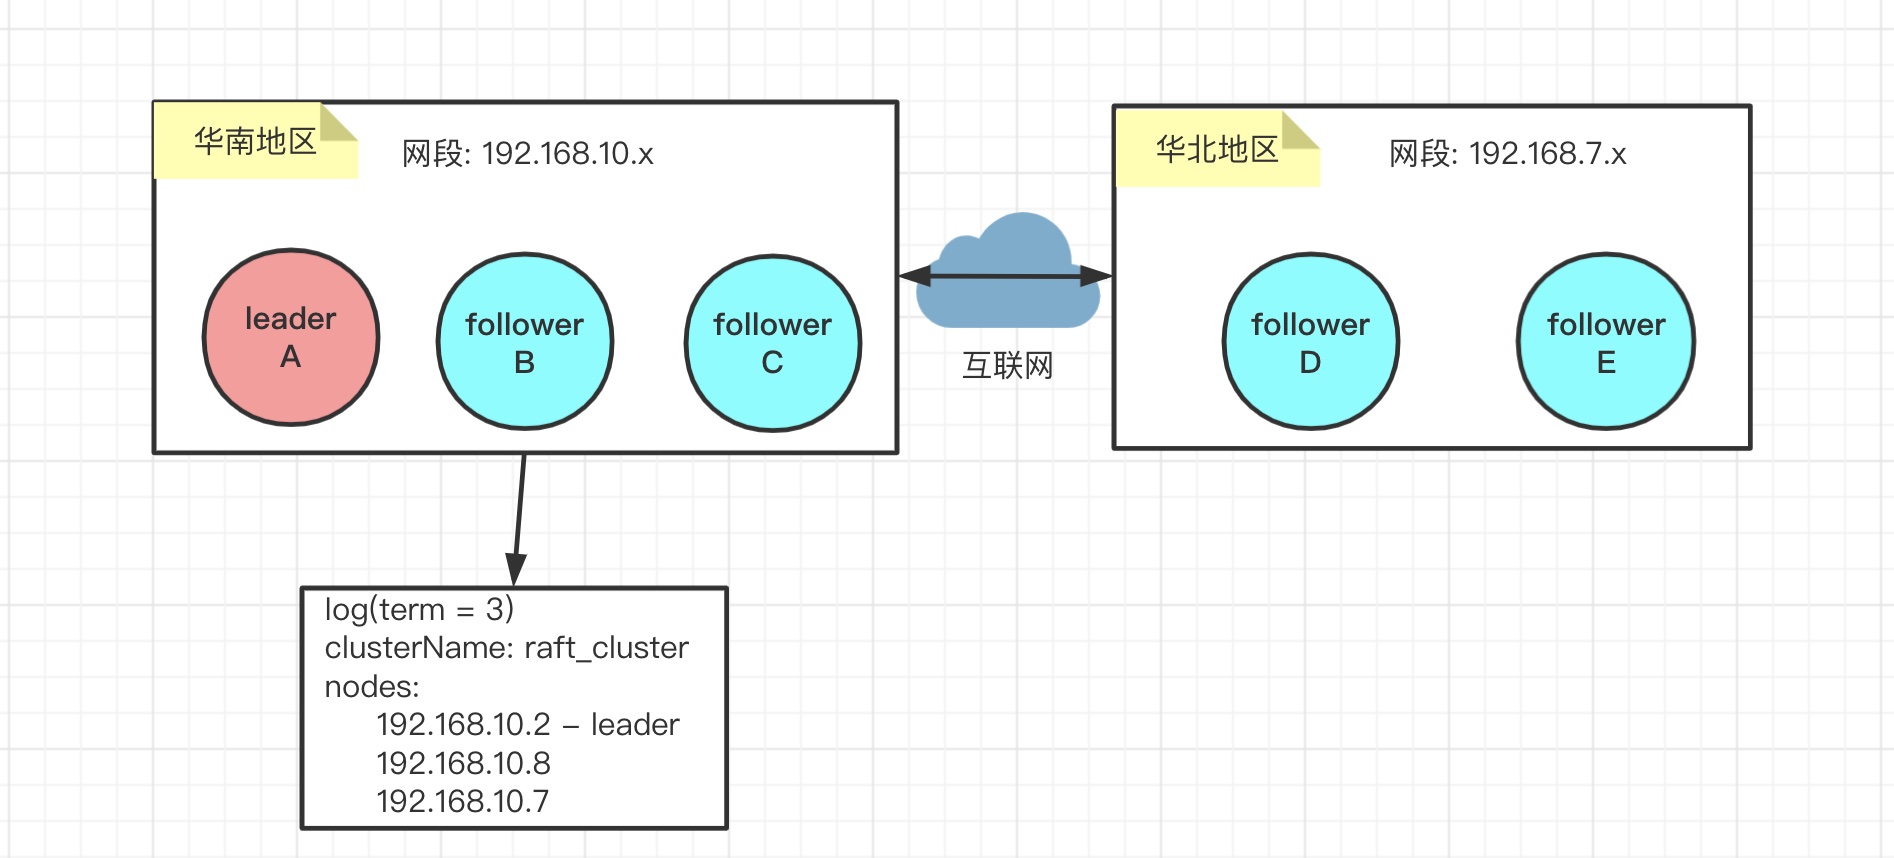 华南地区
网段: 192.168.10.x
leader
A
follower
B
follower
C
互联网
华北地区
网段: 192.168.7.x
follower
D
follower
E
log(term = 3)
clusterName: raft_cluster
nodes:
192.168.10.2 – leader
192.168.10.8
192.168.10.7